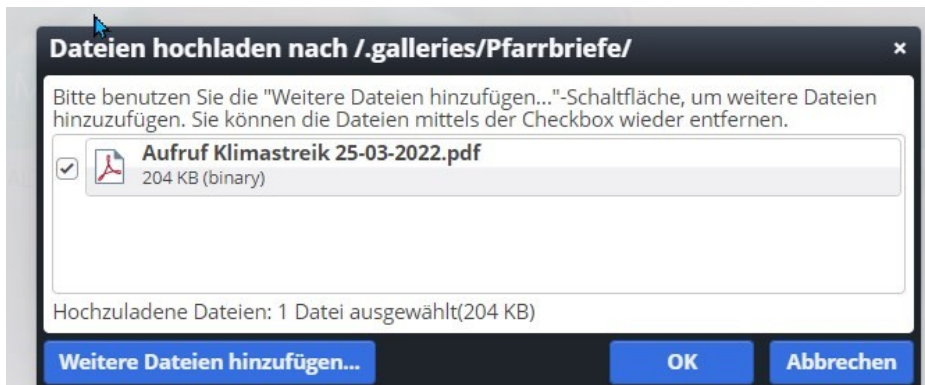 Dateien hochladen nach /.galleries/Pfarrbriefe/ ×
Bitte benutzen Sie die "Weitere Dateien hinzufügen..."-Schaltfläche, um weitere Dateien
hinzuzufügen. Sie können die Dateien mittels der Checkbox wieder entfernen.
Aufruf Klimastreik 25-03-2022.pdf
204 KB (binary)
Hochzuladene Dateien: 1 Datei ausgewählt(204 KB)
Weitere Dateien hinzufügen... OK Abbrechen